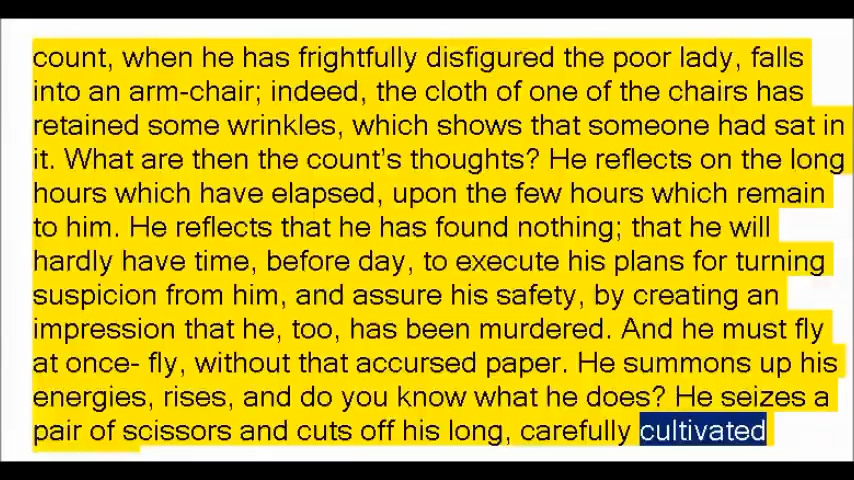 count, when he has frightfully disfigured the poor lady, falls
into an arm-chair; indeed, the cloth of one of the chairs has
retained some wrinkles, which shows that someone had sat in
it. What are then the count's thoughts? He reflects on the long
hours which have elapsed, upon the few hours which remain
to him. He reflects that he has found nothing; that he will
hardly have time, before day, to execute his plans for turning
suspicion from him, and assure his safety, by creating an
impression that he, too, has been murdered. And he must fly
at once- fly, without that accursed paper. He summons up his
energies, rises, and do you know what he does? He seizes a
pair of scissors and cuts off his long, carefully cultivated